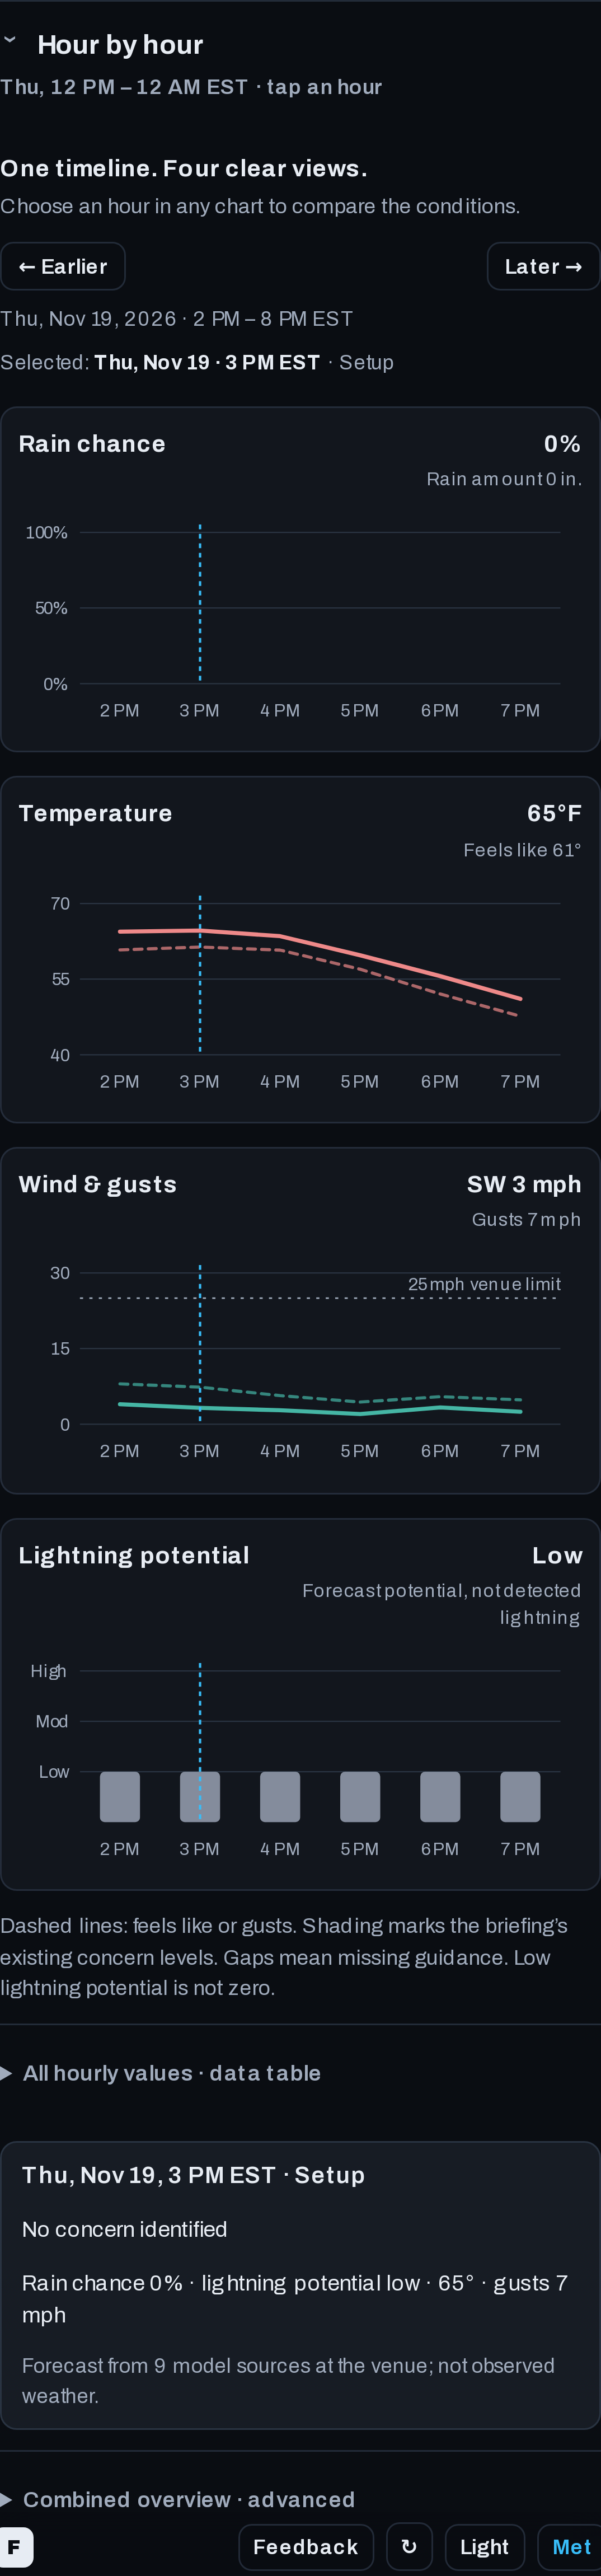 Hour by hour
Thu, 12 PM – 12 AM EST · tap an hour
One timeline. Four clear views.
Choose an hour in any chart to compare the conditions.
← Earlier
Later →
Thu, Nov 19, 2026 · 2 PM – 8 PM EST
Selected: Thu, Nov 19 · 3 PM EST · Setup
Rain chance
0%
Rain amount 0 in.
100%
50%
0%
2 PM 3 PM 4 PM 5 PM 6 PM 7 PM
Temperature
65°F
Feels like 61°
70
55
40
2 PM 3 PM 4 PM 5 PM 6 PM 7 PM
Wind & gusts
SW 3 mph
Gusts 7 mph
30
25 mph venue limit
15
0
2 PM 3 PM 4 PM 5 PM 6 PM 7 PM
Lightning potential
Low
Forecast potential, not detected
lightning
High
Mod
Low
2 PM 3 PM 4 PM 5 PM 6 PM 7 PM
Dashed lines: feels like or gusts. Shading marks the briefing’s
existing concern levels. Gaps mean missing guidance. Low
lightning potential is not zero.
▶ All hourly values · data table
Thu, Nov 19, 3 PM EST · Setup
No concern identified
Rain chance 0% · lightning potential low · 65° · gusts 7
mph
Forecast from 9 model sources at the venue; not observed
weather.
▶ Combined overview · advanced
F
Feedback
↻
Light
Met